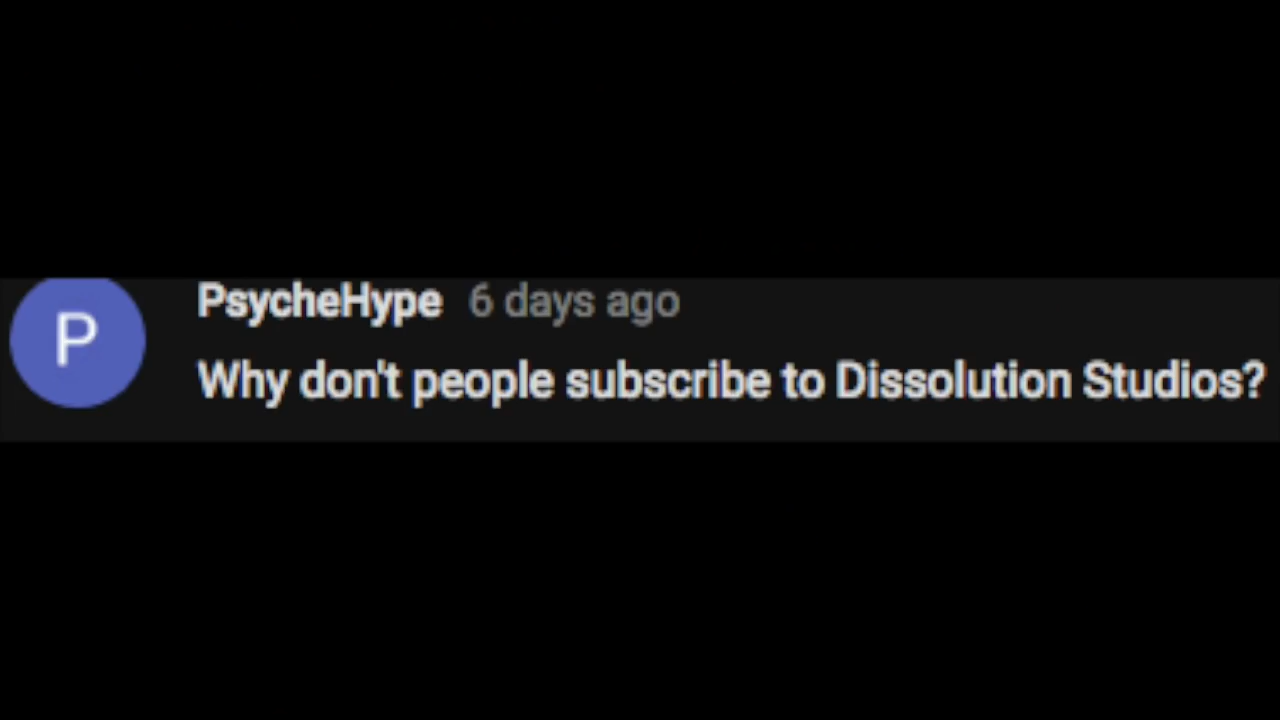 P
PsycheHype 6 days ago
Why don't people subscribe to Dissolution Studios?